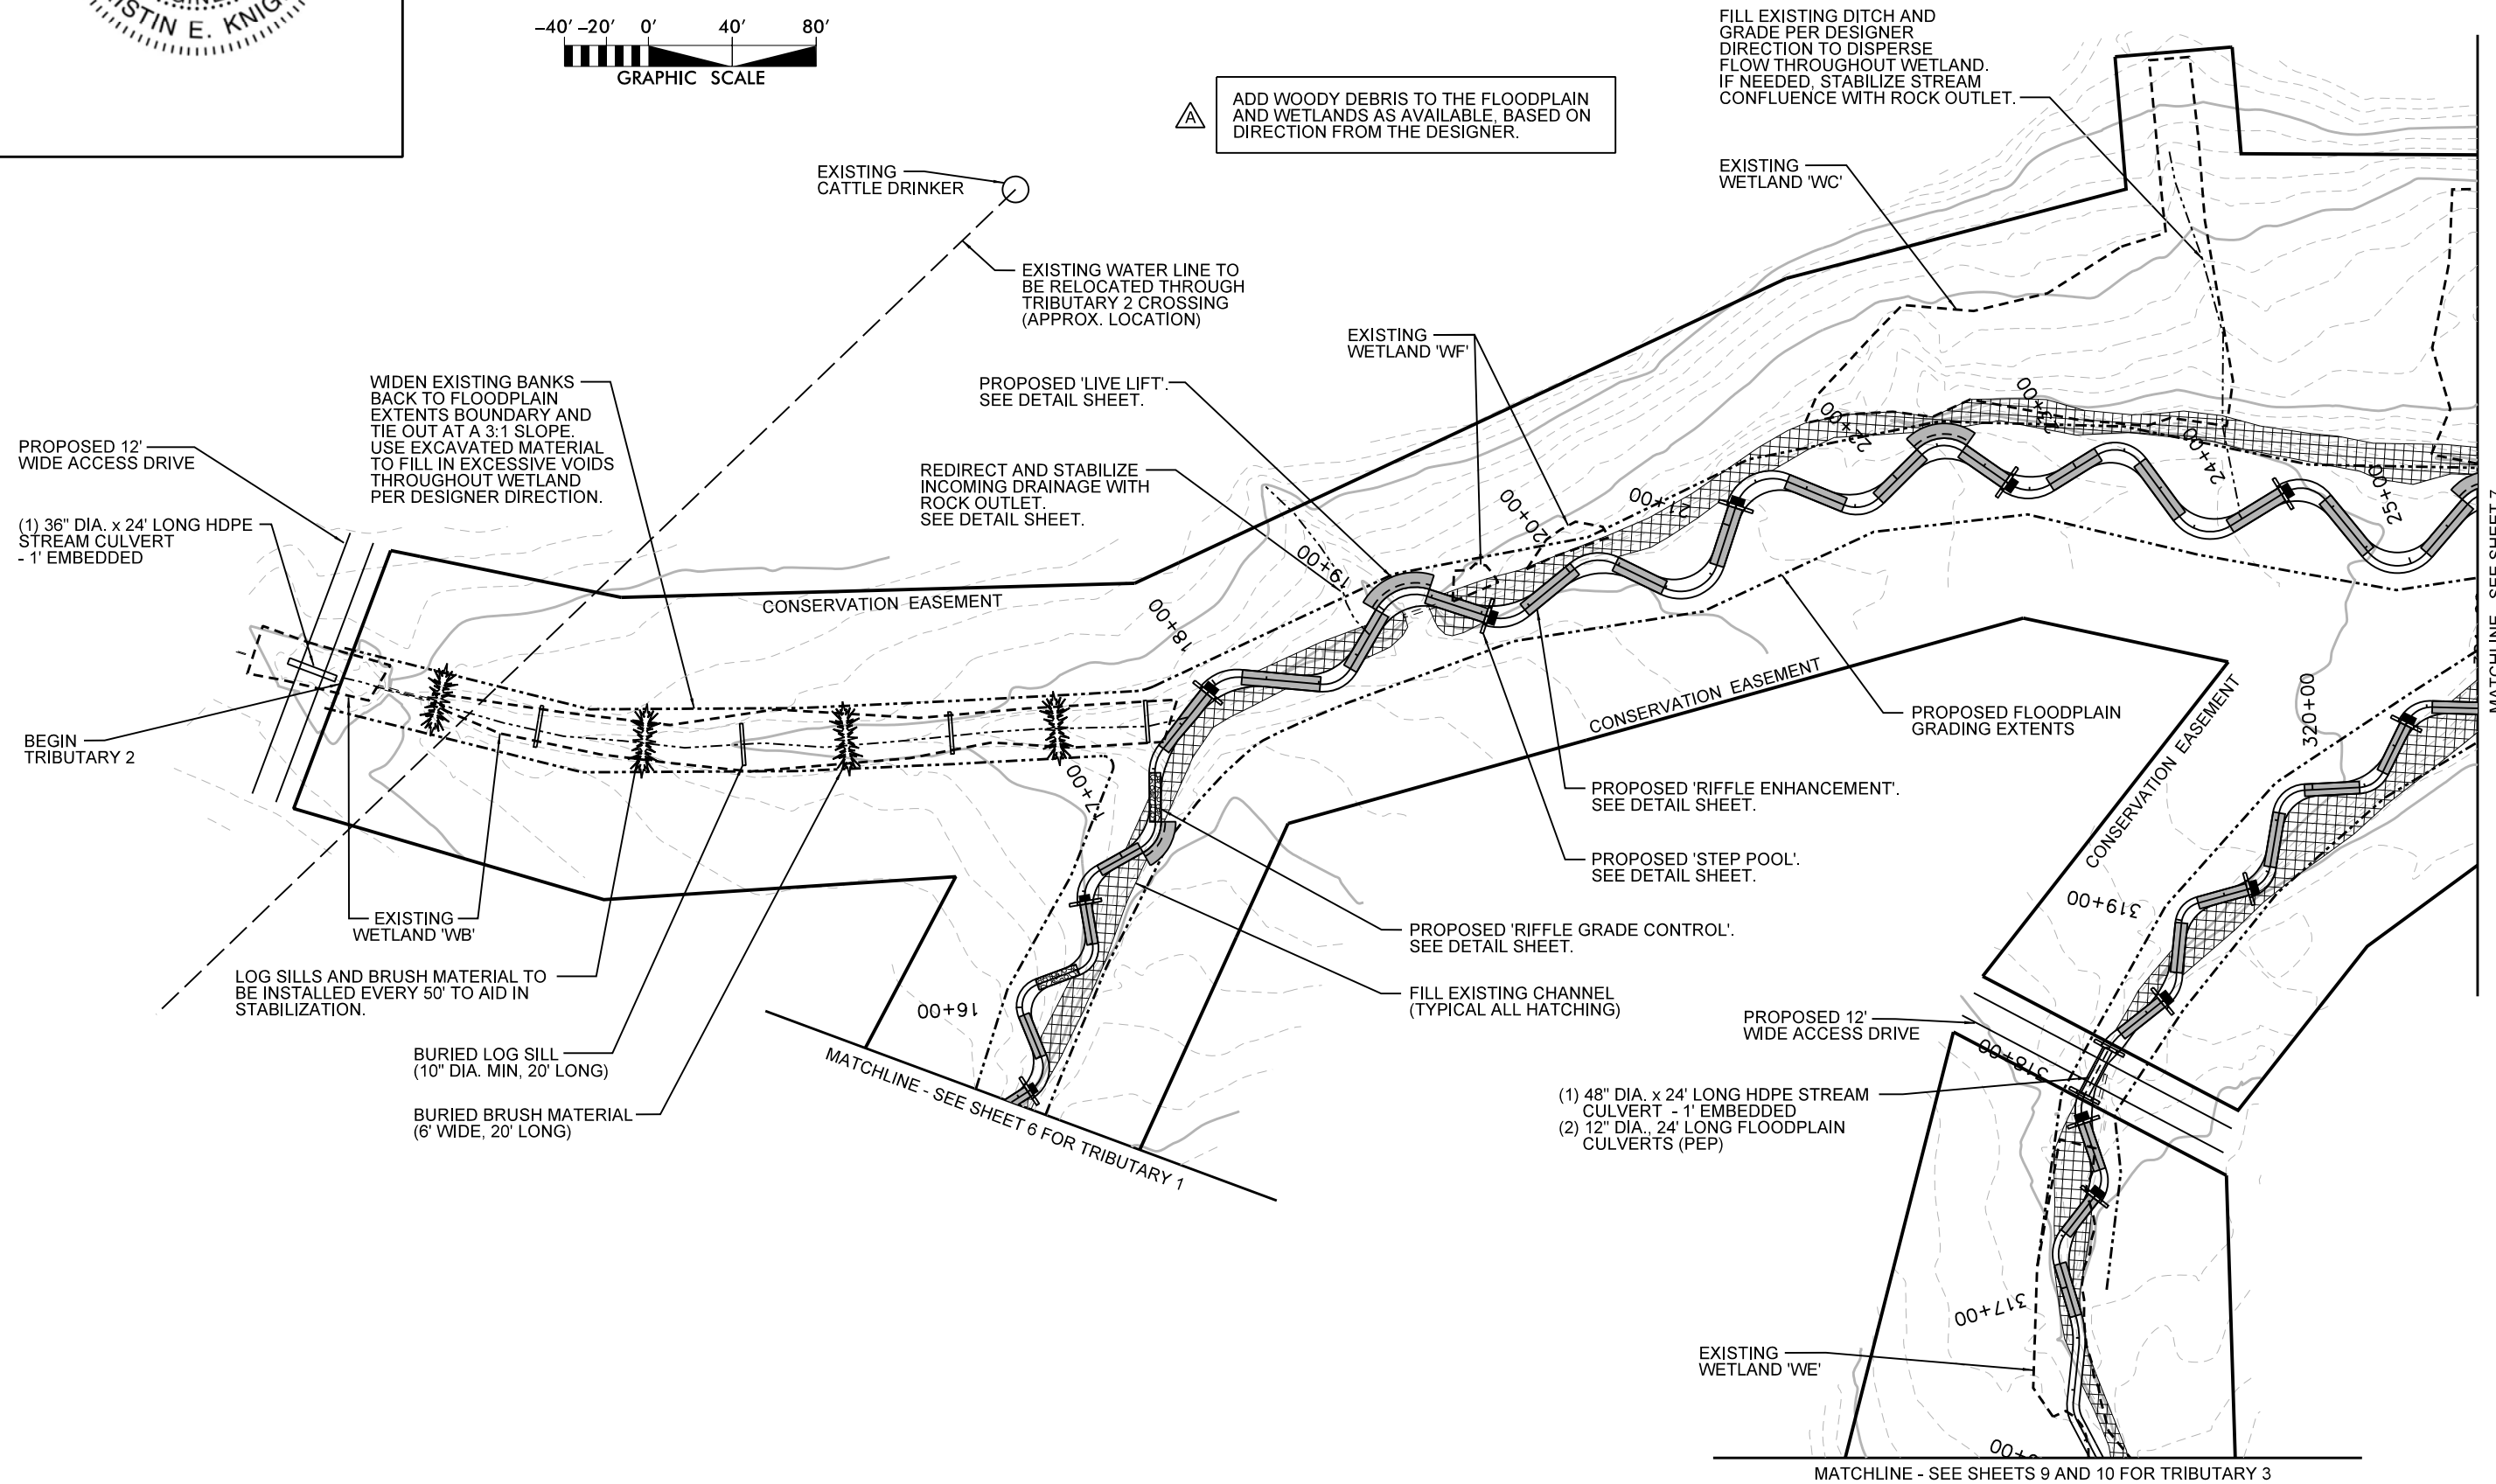 ISTIN E. KNIG
–40' –20' 0' 40' 80'
GRAPHIC SCALE
A
ADD WOODY DEBRIS TO THE FLOODPLAIN
AND WETLANDS AS AVAILABLE, BASED ON
DIRECTION FROM THE DESIGNER.
FILL EXISTING DITCH AND
GRADE PER DESIGNER
DIRECTION TO DISPERSE
FLOW THROUGHOUT WETLAND.
IF NEEDED, STABILIZE STREAM
CONFLUENCE WITH ROCK OUTLET.
EXISTING
WETLAND 'WC'
EXISTING
CATTLE DRINKER
EXISTING WATER LINE TO
BE RELOCATED THROUGH
TRIBUTARY 2 CROSSING
(APPROX. LOCATION)
EXISTING
WETLAND 'WF'
PROPOSED 'LIVE LIFT'.
SEE DETAIL SHEET.
REDIRECT AND STABILIZE
INCOMING DRAINAGE WITH
ROCK OUTLET.
SEE DETAIL SHEET.
WIDEN EXISTING BANKS
BACK TO FLOODPLAIN
EXTENTS BOUNDARY AND
TIE OUT AT A 3:1 SLOPE.
USE EXCAVATED MATERIAL
TO FILL IN EXCESSIVE VOIDS
THROUGHOUT WETLAND
PER DESIGNER DIRECTION.
PROPOSED 12'
WIDE ACCESS DRIVE
(1) 36" DIA. x 24' LONG HDPE
STREAM CULVERT
- 1' EMBEDDED
BEGIN
TRIBUTARY 2
EXISTING
WETLAND 'WB'
LOG SILLS AND BRUSH MATERIAL TO
BE INSTALLED EVERY 50' TO AID IN
STABILIZATION.
BURIED LOG SILL
(10" DIA. MIN, 20' LONG)
BURIED BRUSH MATERIAL
(6' WIDE, 20' LONG)
CONSERVATION EASEMENT
16+00
17+00
18+00
19+00
20+00
21+00
22+00
23+00
24+00
25+00
MATCHLINE - SEE SHEET 6 FOR TRIBUTARY 1
CONSERVATION EASEMENT
PROPOSED FLOODPLAIN
GRADING EXTENTS
PROPOSED 'RIFFLE ENHANCEMENT'.
SEE DETAIL SHEET.
PROPOSED 'STEP POOL'.
SEE DETAIL SHEET.
PROPOSED 'RIFFLE GRADE CONTROL'.
SEE DETAIL SHEET.
FILL EXISTING CHANNEL
(TYPICAL ALL HATCHING)
MATCHLINE - SEE SHEET 7
CONSERVATION EASEMENT
320+00
319+00
318+00
317+00
PROPOSED 12'
WIDE ACCESS DRIVE
(1) 48" DIA. x 24' LONG HDPE STREAM
CULVERT - 1' EMBEDDED
(2) 12" DIA., 24' LONG FLOODPLAIN
CULVERTS (PEP)
EXISTING
WETLAND 'WE'
MATCHLINE - SEE SHEETS 9 AND 10 FOR TRIBUTARY 3